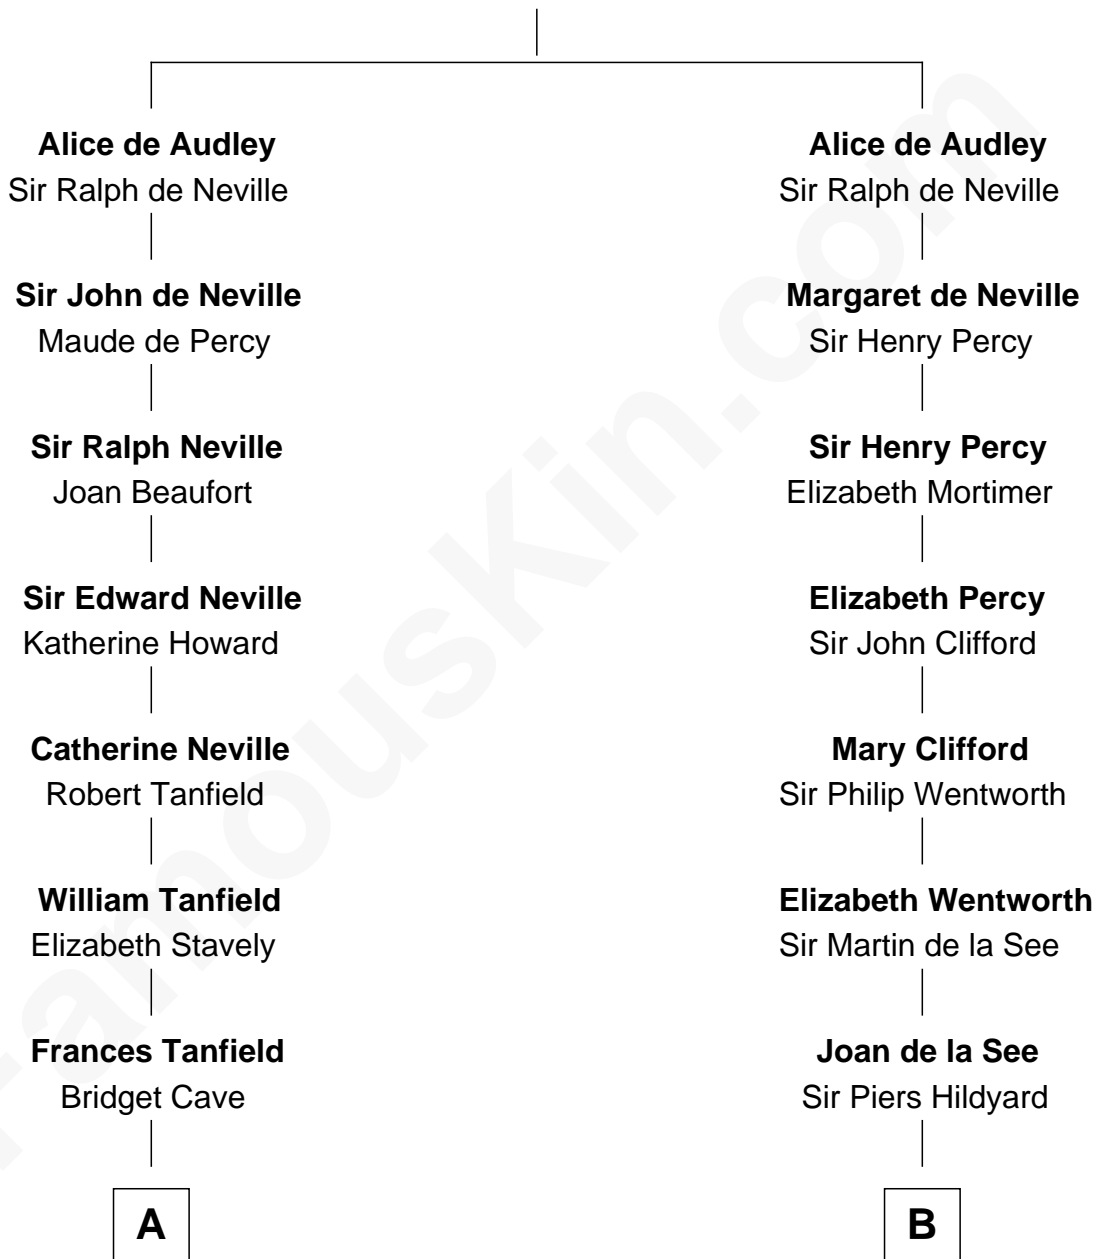 Alice de Audley
Sir Ralph de Neville
Sir John de Neville
Maude de Percy
Sir Ralph Neville
Joan Beaufort
Sir Edward Neville
Katherine Howard
Catherine Neville
Robert Tanfield
William Tanfield
Elizabeth Stavely
Frances Tanfield
Bridget Cave
A
Alice de Audley
Sir Ralph de Neville
Margaret de Neville
Sir Henry Percy
Sir Henry Percy
Elizabeth Mortimer
Elizabeth Percy
Sir John Clifford
Mary Clifford
Sir Philip Wentworth
Elizabeth Wentworth
Sir Martin de la See
Joan de la See
Sir Piers Hildyard
B
FamousKin.com